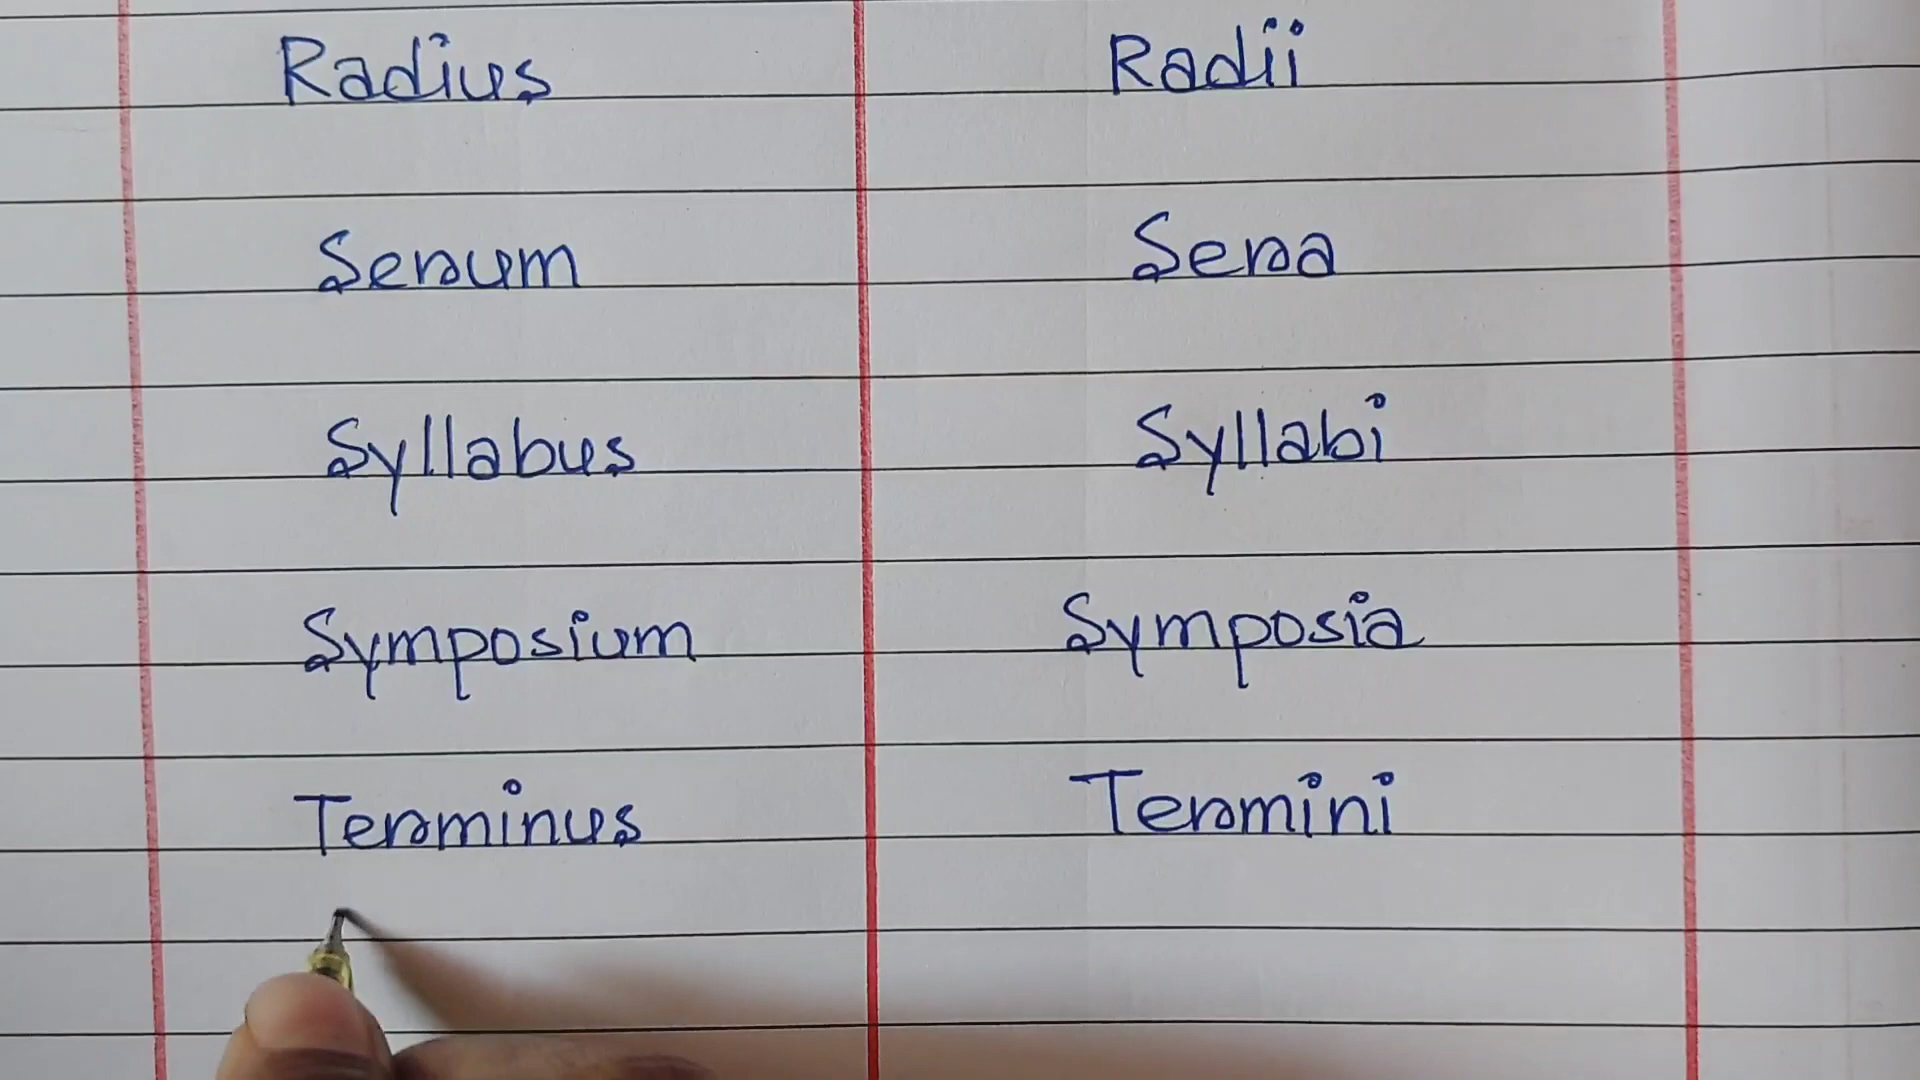 Radius Radii
Serum Sera
Syllabus Syllabi
Symposium Symposia
Terminus Termini